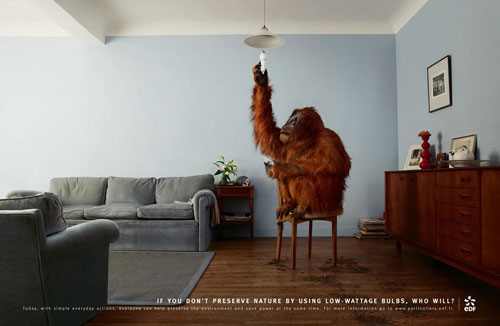 IF YOU DON'T PRESERVE NATURE BY USING LOW-WATTAGE BULBS, WHO WILL?
Today, with simple everyday actions, everyone can help preserve the environment and save power at the same time. For more information go to www.particuliers.edf.fr.
EDF